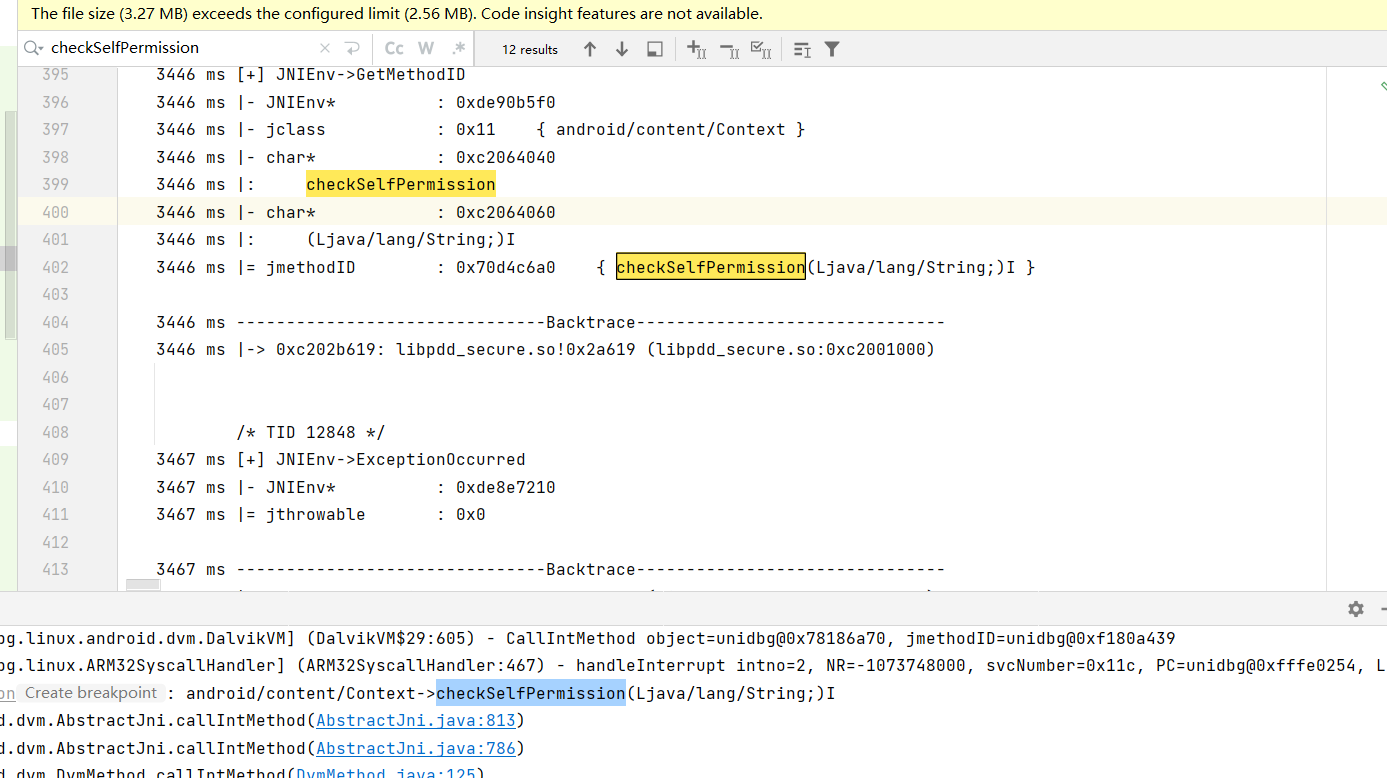 The file size (3.27 MB) exceeds the configured limit (2.56 MB). Code insight features are not available.
checkSelfPermission × Cc W .* 12 results
395 3446 ms [+] JNIEnv->GetMethodID
396 3446 ms |- JNIEnv* : 0xde90b5f0
397 3446 ms |- jclass : 0x11 { android/content/Context }
398 3446 ms |- char* : 0xc2064040
399 3446 ms |: checkSelfPermission
400 3446 ms |- char* : 0xc2064060
401 3446 ms |: (Ljava/lang/String;)I
402 3446 ms |= jmethodID : 0x70d4c6a0 { checkSelfPermission(Ljava/lang/String;)I }
403
404 3446 ms -------------------------------Backtrace-------------------------------
405 3446 ms |-> 0xc202b619: libpdd_secure.so!0x2a619 (libpdd_secure.so:0xc2001000)
406
407
408 /* TID 12848 */
409 3467 ms [+] JNIEnv->ExceptionOccurred
410 3467 ms |- JNIEnv* : 0xde8e7210
411 3467 ms |= jthrowable : 0x0
412
413 3467 ms -------------------------------Backtrace-------------------------------
bg.linux.android.dvm.DalvikVM] (DalvikVM$29:605) - CallIntMethod object=unidbg@0x78186a70, jmethodID=unidbg@0xf180a439
bg.linux.ARM32SyscallHandler] (ARM32SyscallHandler:467) - handleInterrupt intno=2, NR=-1073748000, svcNumber=0x11c, PC=unidbg@0xfffe0254, L
on Create breakpoint : android/content/Context->checkSelfPermission(Ljava/lang/String;)I
d.dvm.AbstractJni.callIntMethod(AbstractJni.java:813)
d.dvm.AbstractJni.callIntMethod(AbstractJni.java:786)
d.dvm.DvmMethod.callIntMethod(DvmMethod.java:125)